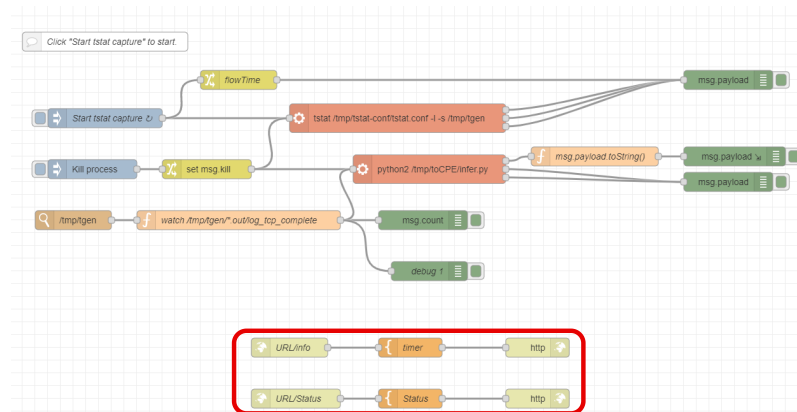 Click "Start tstat capture" to start.
flowTime
msg.payload
Start tstat capture ↻
tstat /tmp/tstat-conf/tstat.conf -l -s /tmp/tgen
msg.payload.toString()
msg.payload
Kill process
set msg.kill
python2 /tmp/toCPE/infer.py
msg.payload
/tmp/tgen
watch /tmp/tgen/*.out/log_tcp_complete
msg.count
debug 1
URL/info
timer
http
URL/Status
Status
http